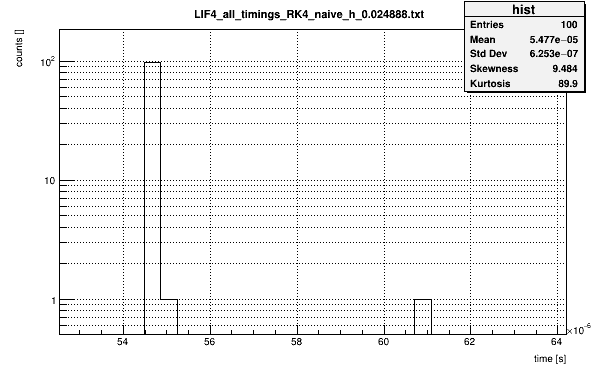 LIF4_all_timings_RK4_naive_h_0.024886.txt
hist
Entries 100
Mean 5.477e−05
Std Dev 6.253e−07
Skewness 9.484
Kurtosis 89.9
counts []
10²
10
1
54 56 58 60 62 64
×10⁻⁶
time [s]